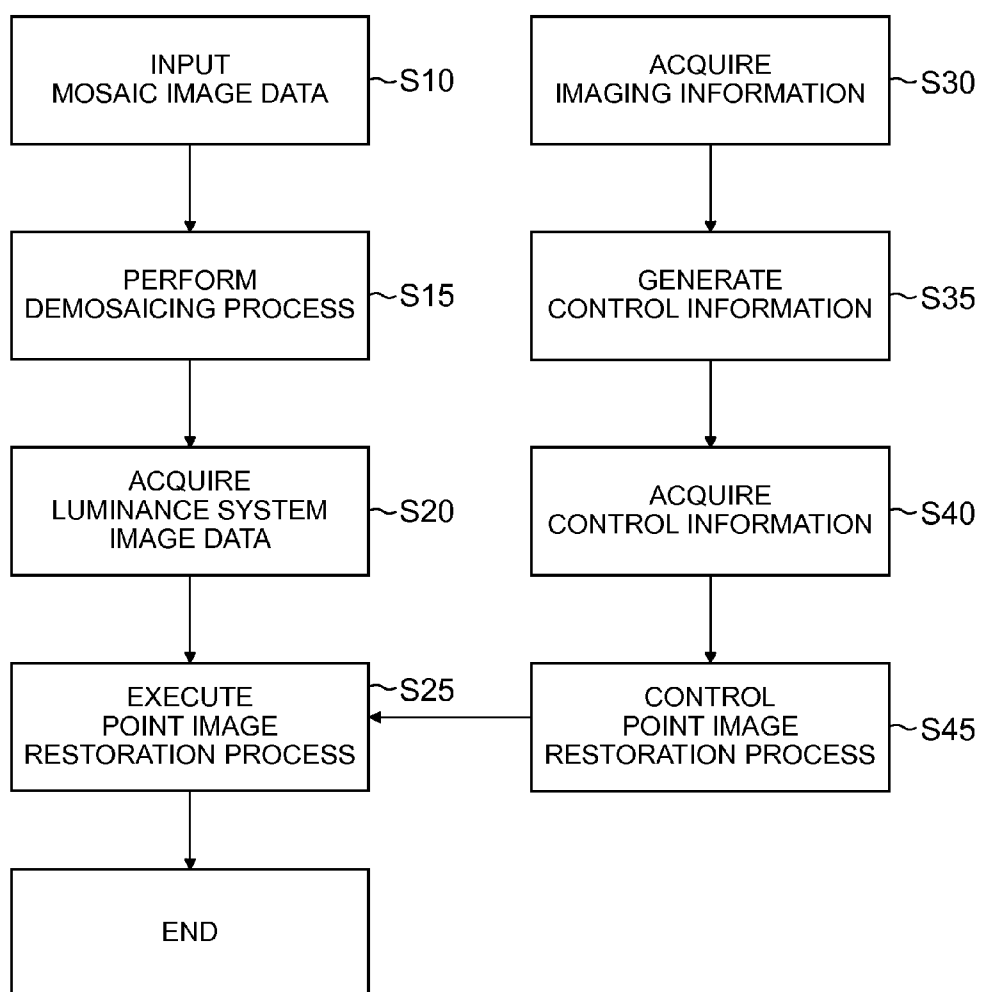 INPUT
MOSAIC IMAGE DATA
S10
PERFORM
DEMOSAICING PROCESS
S15
ACQUIRE
LUMINANCE SYSTEM
IMAGE DATA
S20
EXECUTE
POINT IMAGE
RESTORATION PROCESS
S25
END
ACQUIRE
IMAGING INFORMATION
S30
GENERATE
CONTROL INFORMATION
S35
ACQUIRE
CONTROL INFORMATION
S40
CONTROL
POINT IMAGE
RESTORATION PROCESS
S45